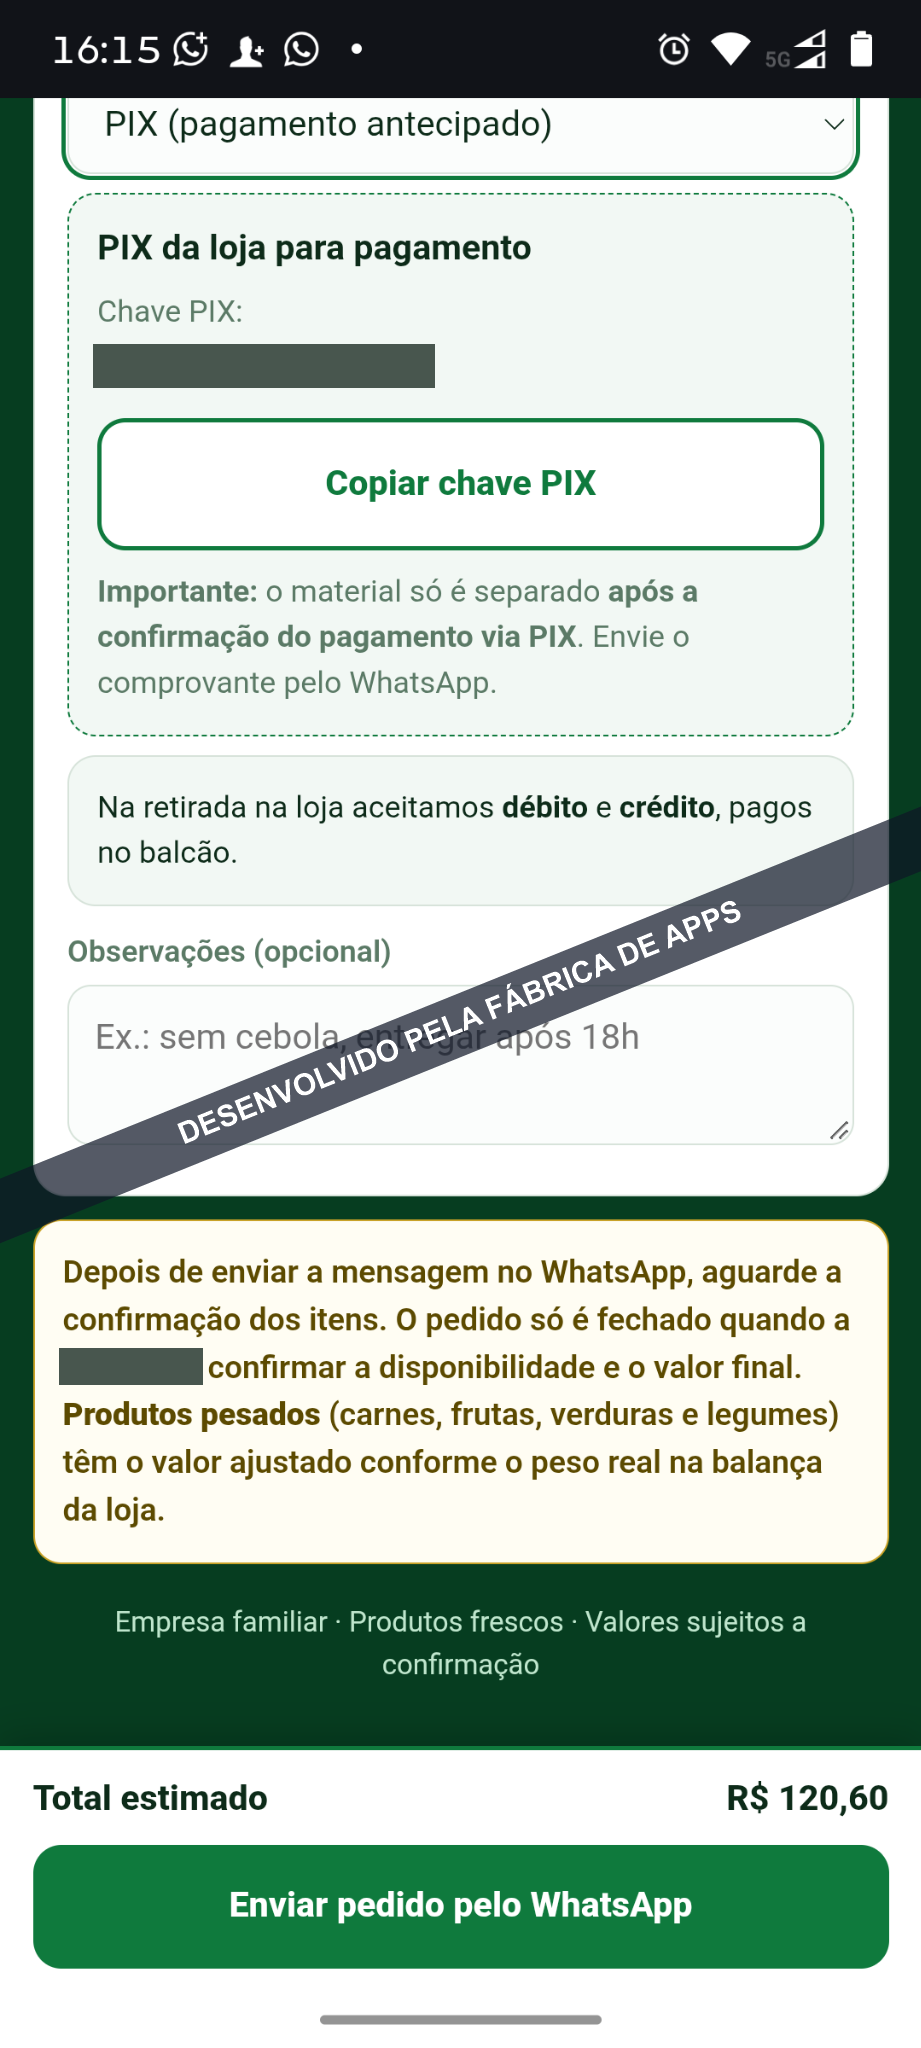 16:15
5G
PIX (pagamento antecipado)
PIX da loja para pagamento
Chave PIX:
Copiar chave PIX
Importante: o material só é separado após a
confirmação do pagamento via PIX. Envie o
comprovante pelo WhatsApp.
Na retirada na loja aceitamos débito e crédito, pagos
no balcão.
Observações (opcional)
Ex.: sem cebola, entregar após 18h
DESENVOLVIDO PELA FÁBRICA DE APPS
Depois de enviar a mensagem no WhatsApp, aguarde a
confirmação dos itens. O pedido só é fechado quando a
confirmar a disponibilidade e o valor final.
Produtos pesados (carnes, frutas, verduras e legumes)
têm o valor ajustado conforme o peso real na balança
da loja.
Empresa familiar · Produtos frescos · Valores sujeitos a
confirmação
Total estimado R$ 120,60
Enviar pedido pelo WhatsApp